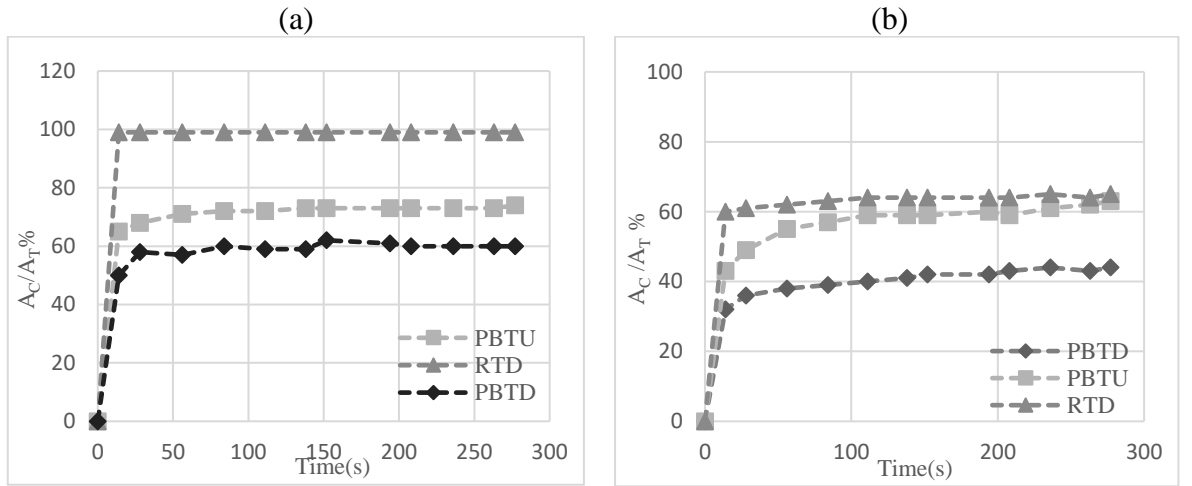 (a)
120
100
80
60
40
20
0
A_C/A_T%
0 50 100 150 200 250 300
Time(s)
PBTU
RTD
PBTD
(b)
100
80
60
40
20
0
A_C /A_T %
0 100 200 300
Time(s)
PBTD
PBTU
RTD